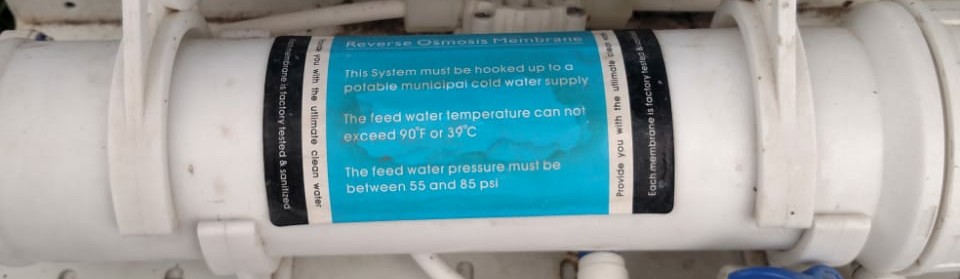 Reverse Osmosis Membrane
This System must be hooked up to a
potable municipal cold water supply
The feed water temperature can not
exceed 90°F or 39°C
The feed water pressure must be
between 55 and 85 psi
Each membrane is factory tested & sanitized
Provide you with the ultimate clean water
Provide you with the ultimate clean
Each membrane is factory tested &